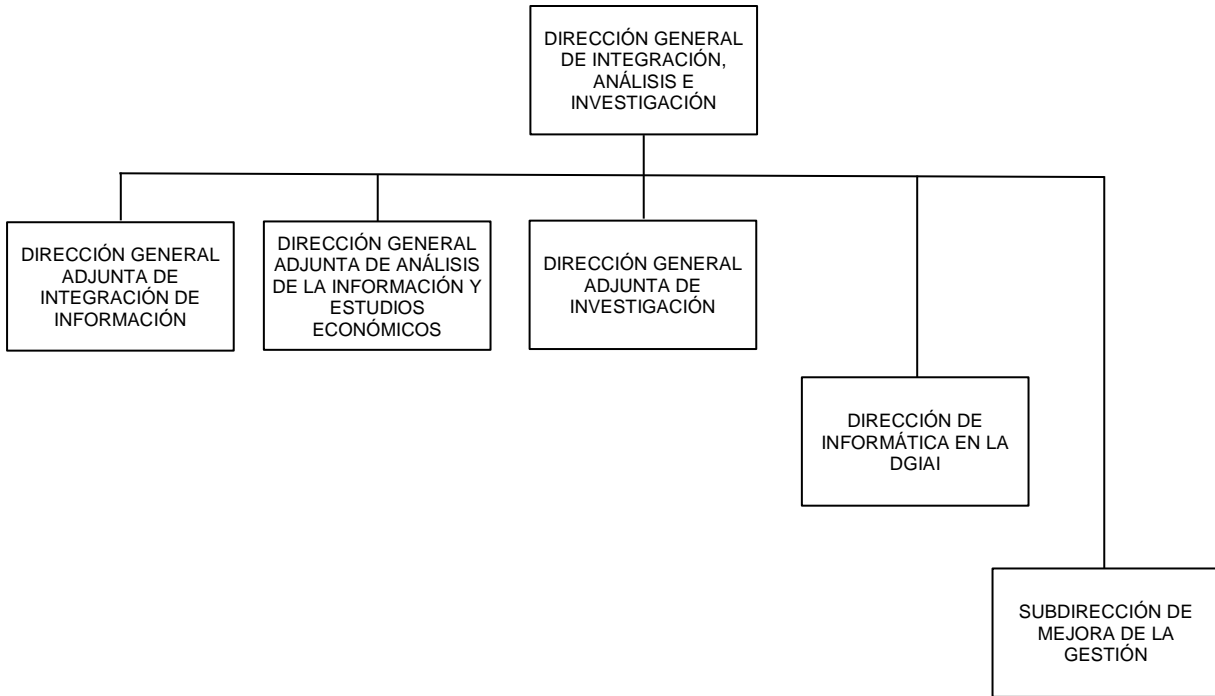 DIRECCIÓN GENERAL
DE INTEGRACIÓN,
ANÁLISIS E
INVESTIGACIÓN
DIRECCIÓN GENERAL
ADJUNTA DE
INTEGRACIÓN DE
INFORMACIÓN
DIRECCIÓN GENERAL
ADJUNTA DE ANÁLISIS
DE LA INFORMACIÓN Y
ESTUDIOS
ECONÓMICOS
DIRECCIÓN GENERAL
ADJUNTA DE
INVESTIGACIÓN
DIRECCIÓN DE
INFORMÁTICA EN LA
DGIAI
SUBDIRECCIÓN DE
MEJORA DE LA
GESTIÓN